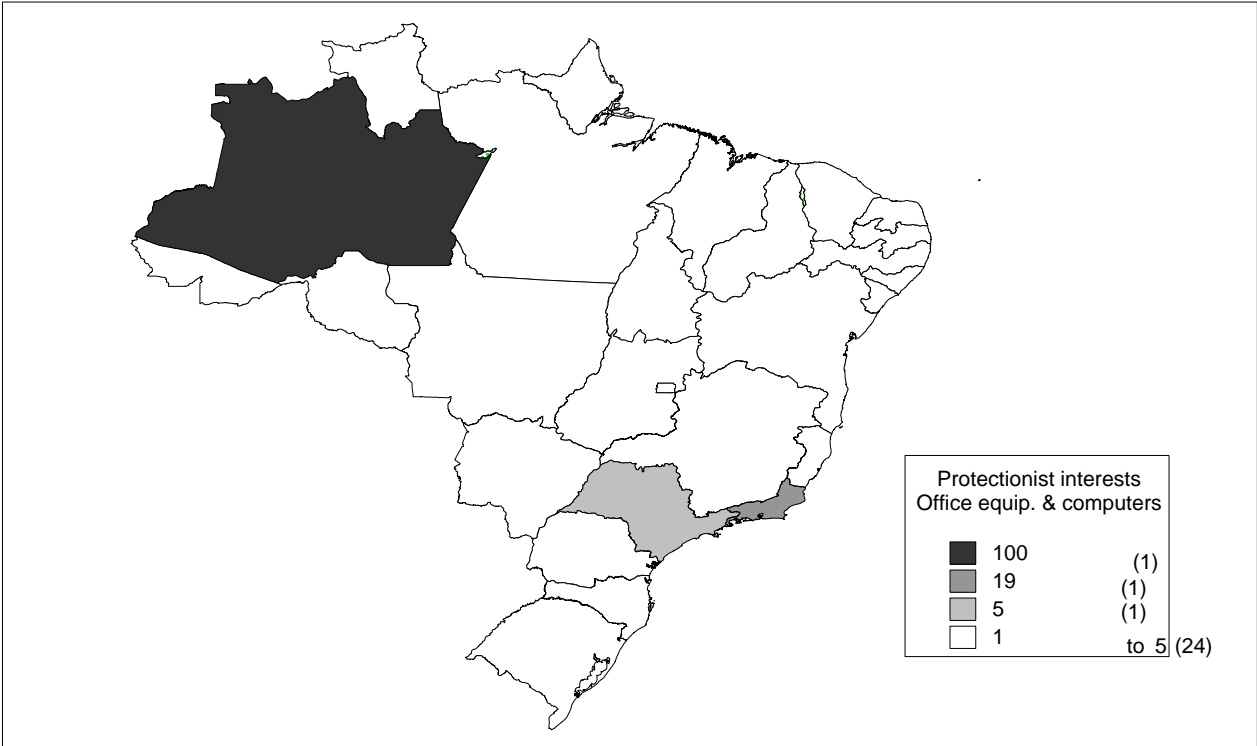 Protectionist interests
Office equip. & computers
100 (1)
19 (1)
5 (1)
1 to 5 (24)